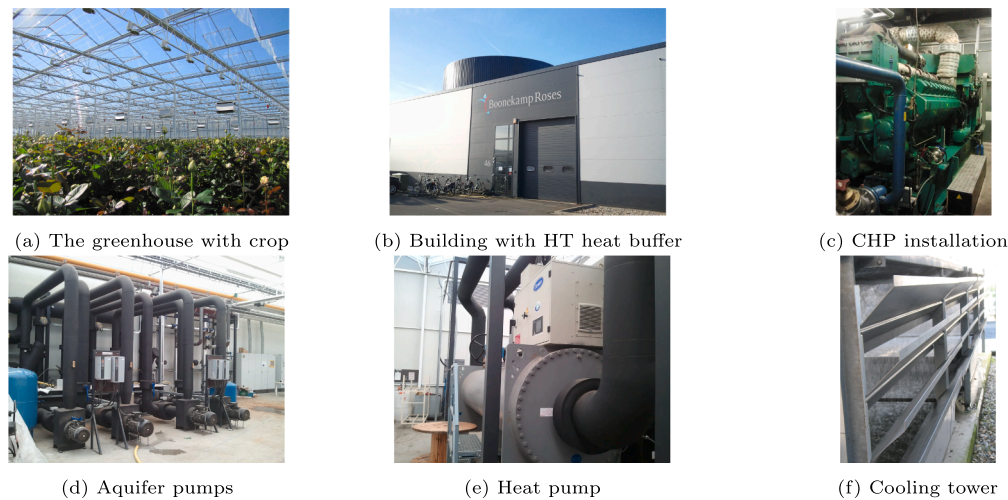 Boonekamp Roses
46
(a) The greenhouse with crop
(b) Building with HT heat buffer
(c) CHP installation
(d) Aquifer pumps
(e) Heat pump
(f) Cooling tower